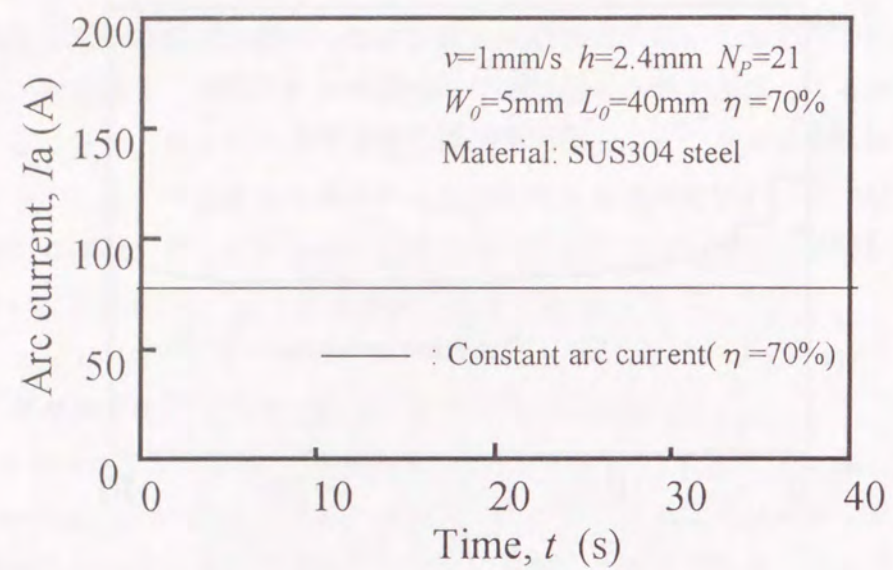 200
150
100
50
0
Arc current, Ia (A)
v=1mm/s h=2.4mm N_P=21
W_0=5mm L_0=40mm η=70%
Material: SUS304 steel
: Constant arc current( η =70%)
0 10 20 30 40
Time, t (s)